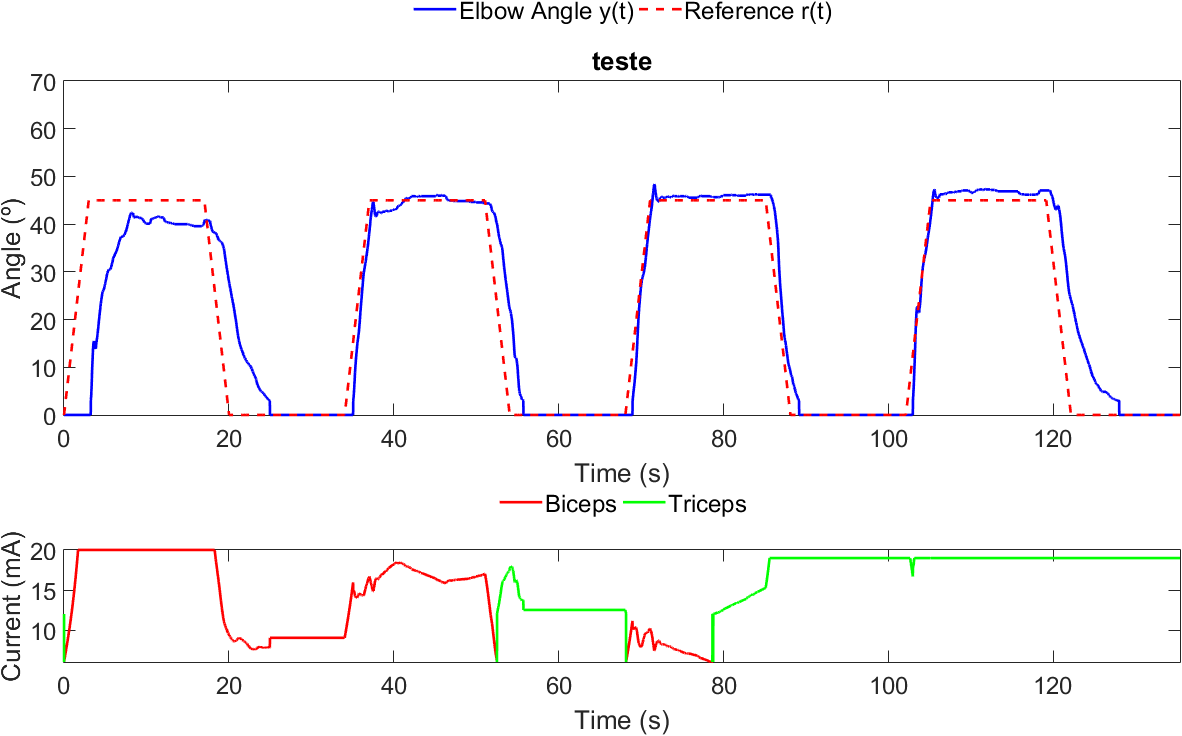 Elbow Angle y(t) Reference r(t)
teste
Angle (º)
70
60
50
40
30
20
10
0
0 20 40 60 80 100 120
Time (s)
Biceps Triceps
Current (mA)
20
15
10
0 20 40 60 80 100 120
Time (s)